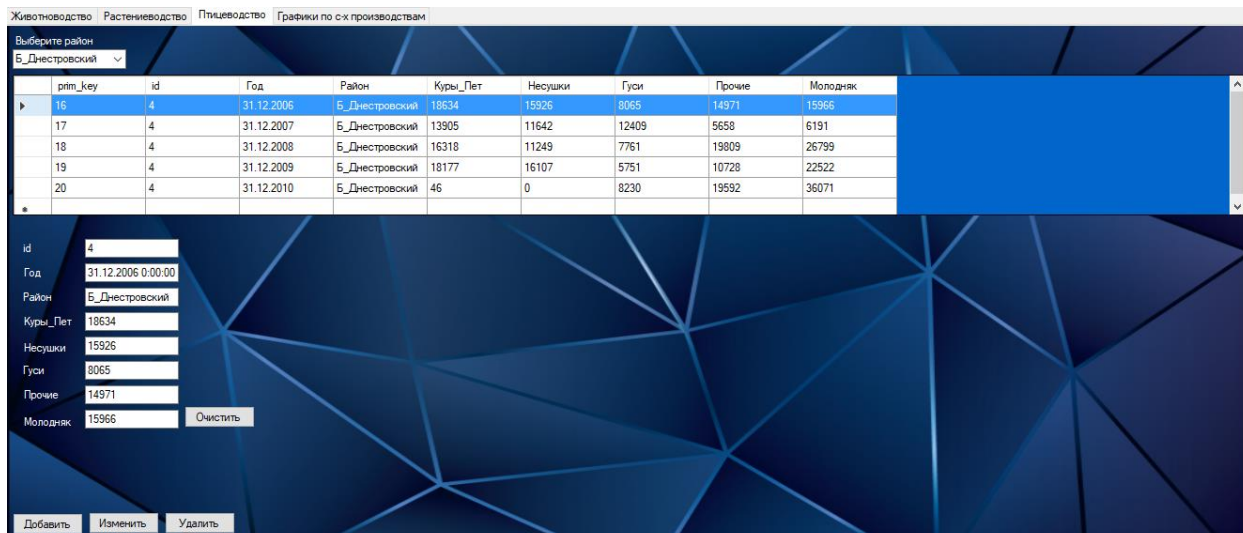 Животноводство Растениеводство Птицеводство Графики по с-х производствам
Выберите район
Б_Днестровский
prim_key id Год Район Куры_Пет Несушки Гуси Прочие Молодняк
16 4 31.12.2006 Б_Днестровский 18634 15926 8065 14971 15966
17 4 31.12.2007 Б_Днестровский 13905 11642 12409 5658 6191
18 4 31.12.2008 Б_Днестровский 16318 11249 7761 19809 26799
19 4 31.12.2009 Б_Днестровский 18177 16107 5751 10728 22522
20 4 31.12.2010 Б_Днестровский 46 0 8230 19592 36071
id 4
Год 31.12.2006 0:00:00
Район Б_Днестровский
Куры_Пет 18634
Несушки 15926
Гуси 8065
Прочие 14971
Молодняк 15966 Очистить
Добавить Изменить Удалить